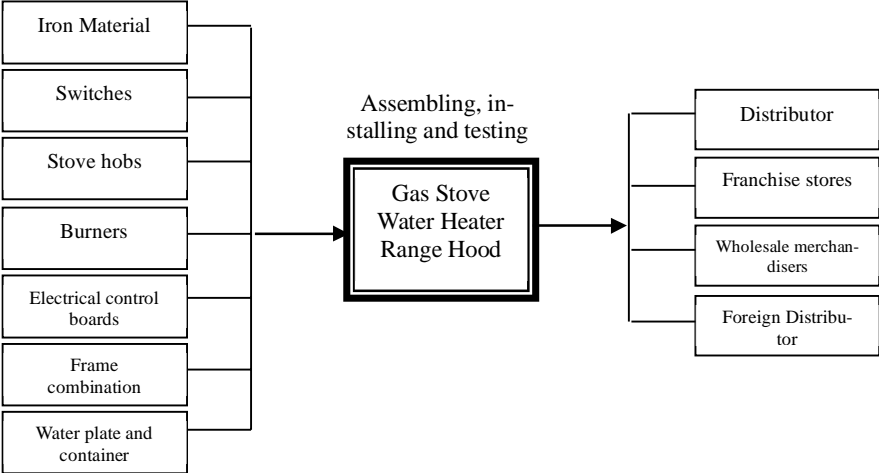 Iron Material
Switches
Stove hobs
Burners
Electrical control
boards
Frame
combination
Water plate and
container
Assembling, in-
stalling and testing
Gas Stove
Water Heater
Range Hood
Distributor
Franchise stores
Wholesale merchan-
disers
Foreign Distribu-
tor